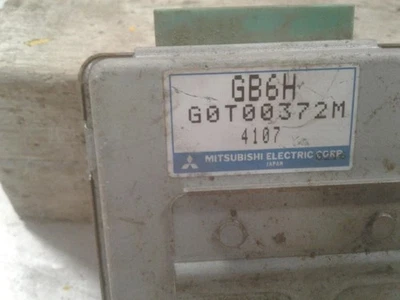 GB6H
G0T00372M
4107
MITSUBISHI ELECTRIC CORP.
JAPAN